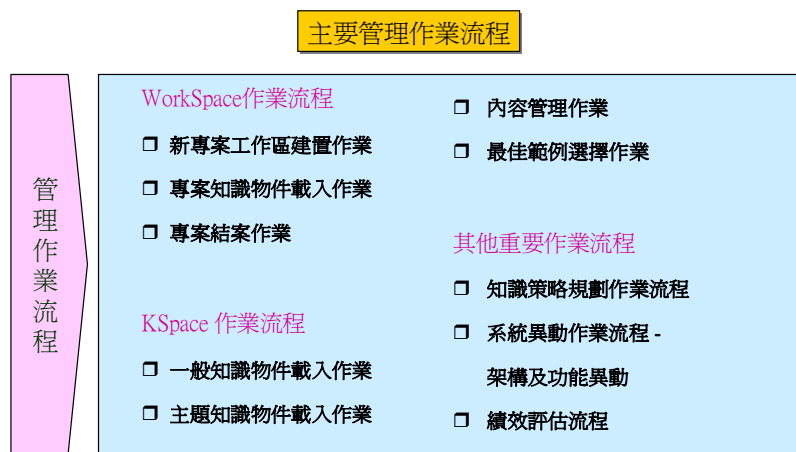 主要管理作業流程
管理作業流程
WorkSpace作業流程
❒ 新專案工作區建置作業
❒ 專案知識物件載入作業
❒ 專案結案作業
KSpace 作業流程
❒ 一般知識物件載入作業
❒ 主題知識物件載入作業
❒ 內容管理作業
❒ 最佳範例選擇作業
其他重要作業流程
❒ 知識策略規劃作業流程
❒ 系統異動作業流程 -
架構及功能異動
❒ 績效評估流程